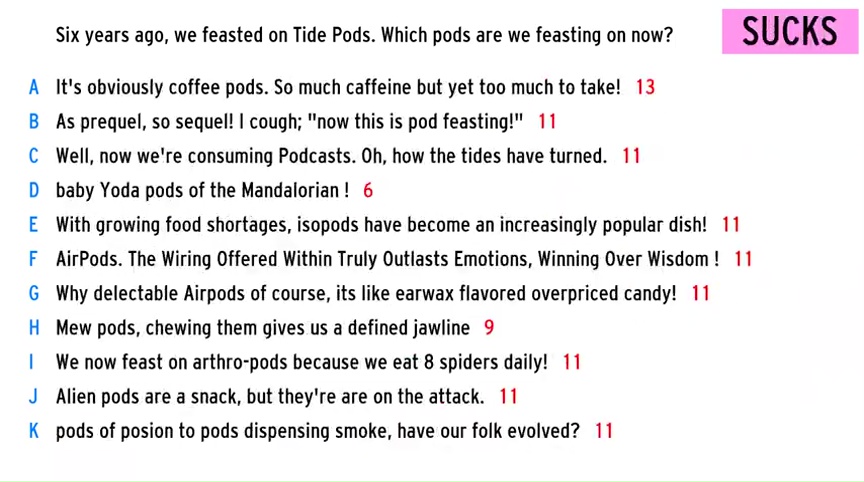 Six years ago, we feasted on Tide Pods. Which pods are we feasting on now?
SUCKS
A It's obviously coffee pods. So much caffeine but yet too much to take! 13
B As prequel, so sequel! I cough; "now this is pod feasting!" 11
C Well, now we're consuming Podcasts. Oh, how the tides have turned. 11
D baby Yoda pods of the Mandalorian ! 6
E With growing food shortages, isopods have become an increasingly popular dish! 11
F AirPods. The Wiring Offered Within Truly Outlasts Emotions, Winning Over Wisdom ! 11
G Why delectable Airpods of course, its like earwax flavored overpriced candy! 11
H Mew pods, chewing them gives us a defined jawline 9
I We now feast on arthro-pods because we eat 8 spiders daily! 11
J Alien pods are a snack, but they're are on the attack. 11
K pods of posion to pods dispensing smoke, have our folk evolved? 11